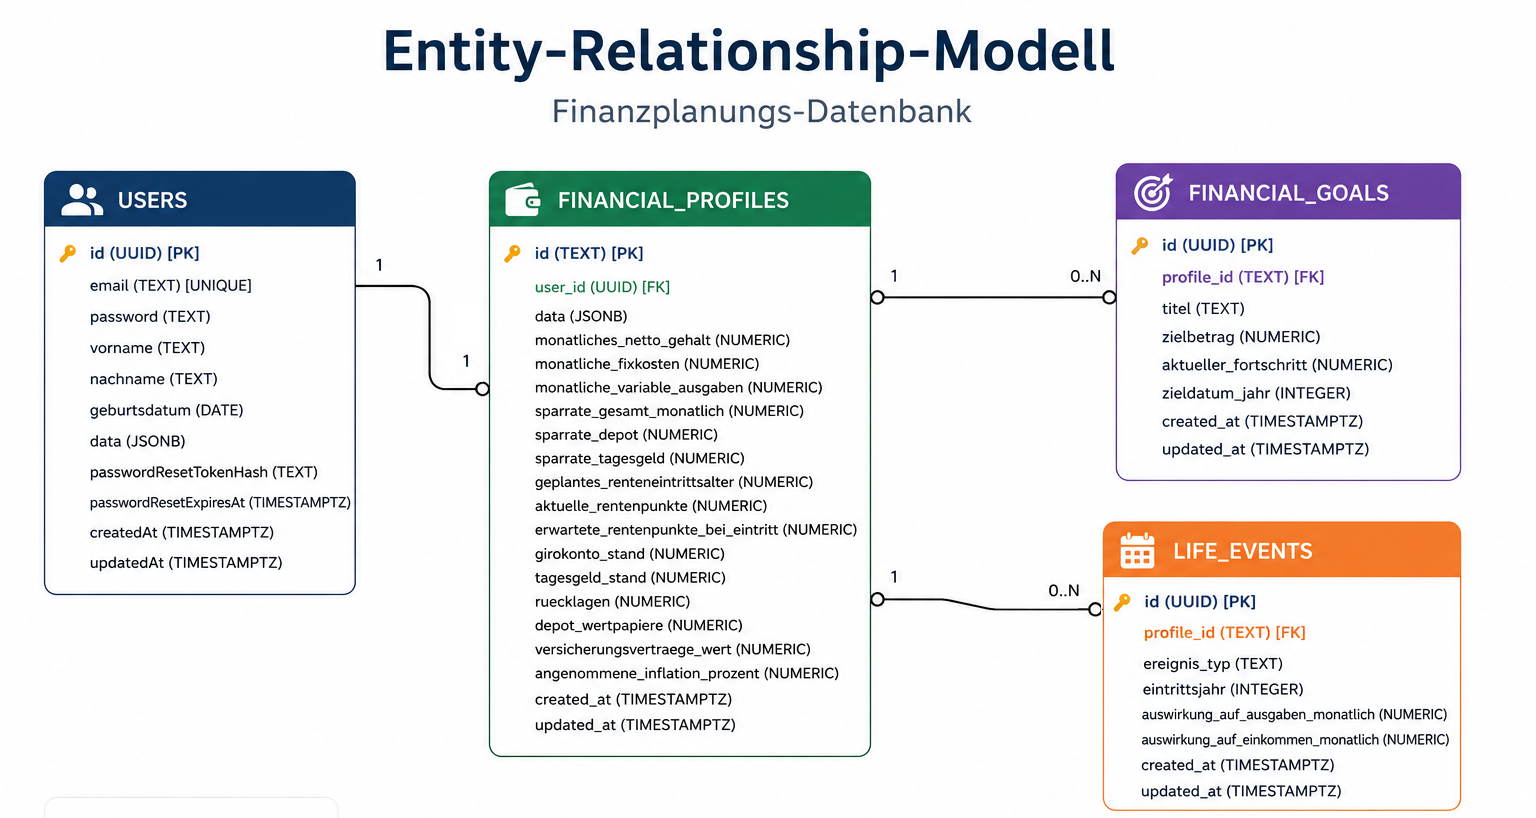 Entity-Relationship-Modell
Finanzplanungs-Datenbank
USERS
id (UUID) [PK]
email (TEXT) [UNIQUE]
password (TEXT)
vorname (TEXT)
nachname (TEXT)
geburtsdatum (DATE)
data (JSONB)
passwordResetTokenHash (TEXT)
passwordResetExpiresAt (TIMESTAMPTZ)
createdAt (TIMESTAMPTZ)
updatedAt (TIMESTAMPTZ)
1
1
FINANCIAL_PROFILES
id (TEXT) [PK]
user_id (UUID) [FK]
data (JSONB)
monatliches_netto_gehalt (NUMERIC)
monatliche_fixkosten (NUMERIC)
monatliche_variable_ausgaben (NUMERIC)
sparrate_gesamt_monatlich (NUMERIC)
sparrate_depot (NUMERIC)
sparrate_tagesgeld (NUMERIC)
geplantes_renteneintrittsalter (NUMERIC)
aktuelle_rentenpunkte (NUMERIC)
erwartete_rentenpunkte_bei_eintritt (NUMERIC)
girokonto_stand (NUMERIC)
tagesgeld_stand (NUMERIC)
ruecklagen (NUMERIC)
depot_wertpapiere (NUMERIC)
versicherungsvertraege_wert (NUMERIC)
angenommene_inflation_prozent (NUMERIC)
created_at (TIMESTAMPTZ)
updated_at (TIMESTAMPTZ)
1
0..N
FINANCIAL_GOALS
id (UUID) [PK]
profile_id (TEXT) [FK]
titel (TEXT)
zielbetrag (NUMERIC)
aktueller_fortschritt (NUMERIC)
zieldatum_jahr (INTEGER)
created_at (TIMESTAMPTZ)
updated_at (TIMESTAMPTZ)
1
0..N
LIFE_EVENTS
id (UUID) [PK]
profile_id (TEXT) [FK]
ereignis_typ (TEXT)
eintrittsjahr (INTEGER)
auswirkung_auf_ausgaben_monatlich (NUMERIC)
auswirkung_auf_einkommen_monatlich (NUMERIC)
created_at (TIMESTAMPTZ)
updated_at (TIMESTAMPTZ)